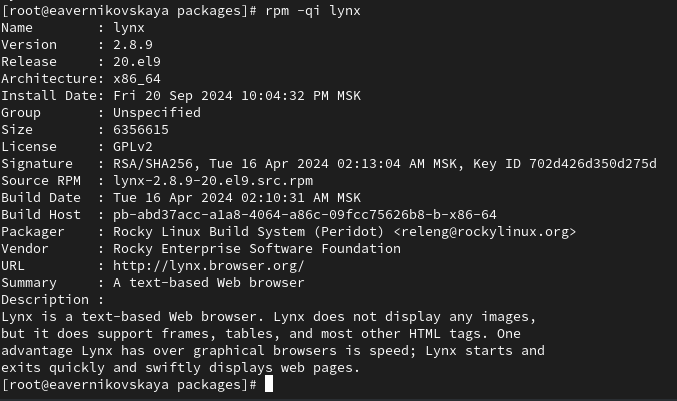 [root@eavernikovskaya packages]# rpm -qi lynx
Name        : lynx
Version     : 2.8.9
Release     : 20.el9
Architecture: x86_64
Install Date: Fri 20 Sep 2024 10:04:32 PM MSK
Group       : Unspecified
Size        : 6356615
License     : GPLv2
Signature   : RSA/SHA256, Tue 16 Apr 2024 02:13:04 AM MSK, Key ID 702d426d350d275d
Source RPM  : lynx-2.8.9-20.el9.src.rpm
Build Date  : Tue 16 Apr 2024 02:10:31 AM MSK
Build Host  : pb-abd37acc-a1a8-4064-a86c-09fcc75626b8-b-x86-64
Packager    : Rocky Linux Build System (Peridot) <releng@rockylinux.org>
Vendor      : Rocky Enterprise Software Foundation
URL         : http://lynx.browser.org/
Summary     : A text-based Web browser
Description :
Lynx is a text-based Web browser. Lynx does not display any images,
but it does support frames, tables, and most other HTML tags. One
advantage Lynx has over graphical browsers is speed; Lynx starts and
exits quickly and swiftly displays web pages.
[root@eavernikovskaya packages]#